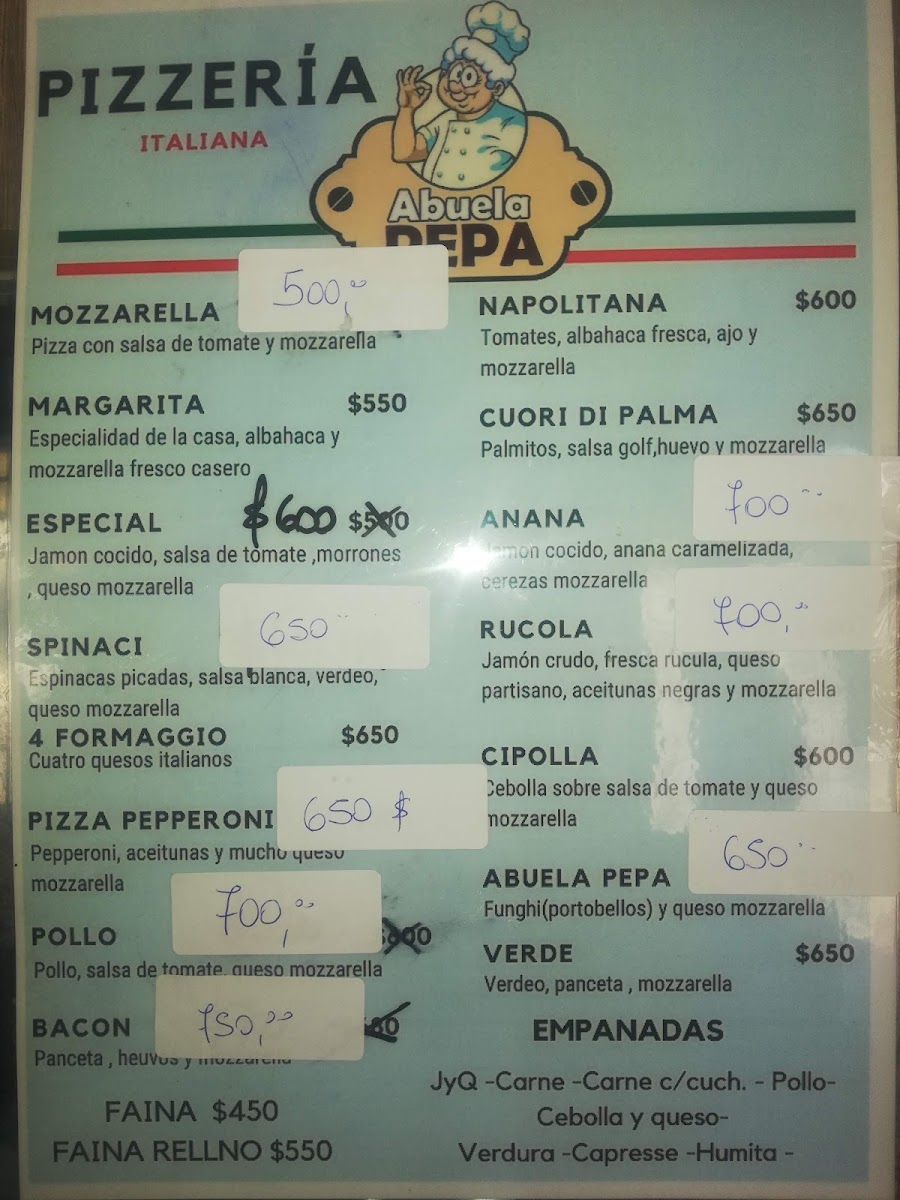 PIZZERÍA
ITALIANA
Abuela
PEPA
MOZZARELLA 500,00
Pizza con salsa de tomate y mozzarella
MARGARITA $550
Especialidad de la casa, albahaca y
mozzarella fresco casero
ESPECIAL $600 $500
Jamon cocido, salsa de tomate ,morrones
, queso mozzarella
SPINACI 650
Espinacas picadas, salsa blanca, verdeo,
queso mozzarella
4 FORMAGGIO $650
Cuatro quesos italianos
PIZZA PEPPERONI 650 $
Pepperoni, aceitunas y mucho queso
mozzarella
POLLO 700,00
Pollo, salsa de tomate, queso mozzarella
BACON 750,00
Panceta , heuvos y mozzarella
FAINA $450
FAINA RELLNO $550
NAPOLITANA $600
Tomates, albahaca fresca, ajo y
mozzarella
CUORI DI PALMA $650
Palmitos, salsa golf,huevo y mozzarella
ANANA 700
Jamon cocido, anana caramelizada,
cerezas mozzarella
RUCOLA 700,00
Jamón crudo, fresca rucula, queso
partisano, aceitunas negras y mozzarella
CIPOLLA $600
Cebolla sobre salsa de tomate y queso
mozzarella
ABUELA PEPA 650
Funghi(portobellos) y queso mozzarella
VERDE $650
Verdeo, panceta , mozzarella
EMPANADAS
JyQ -Carne -Carne c/cuch. - Pollo-
Cebolla y queso-
Verdura -Capresse -Humita -